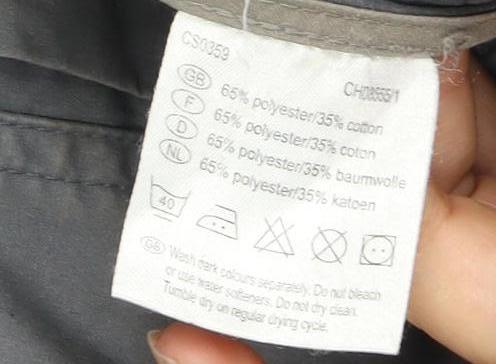 CS0359
CH08555/1
GB 65% polyester/35% cotton
F 65% polyester/35% coton
D 65% polyester/35% baumwolle
NL 65% polyester/35% katoen
40
GB Wash dark colours separately. Do not bleach
or use water softeners. Do not dry clean.
Tumble dry on regular drying cycle.